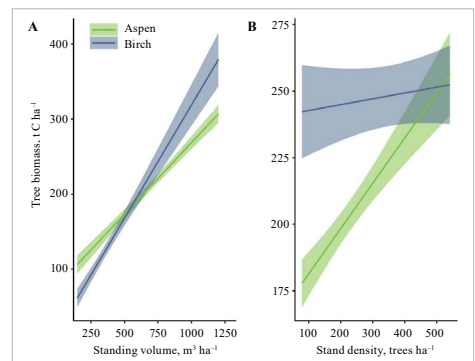 A
Aspen
Birch
B
Tree biomass, t C ha⁻¹
400
300
200
100
250
500
750
1000
1250
Standing volume, m³ ha⁻¹
275
250
225
200
175
100
200
300
400
500
Stand density, trees ha⁻¹